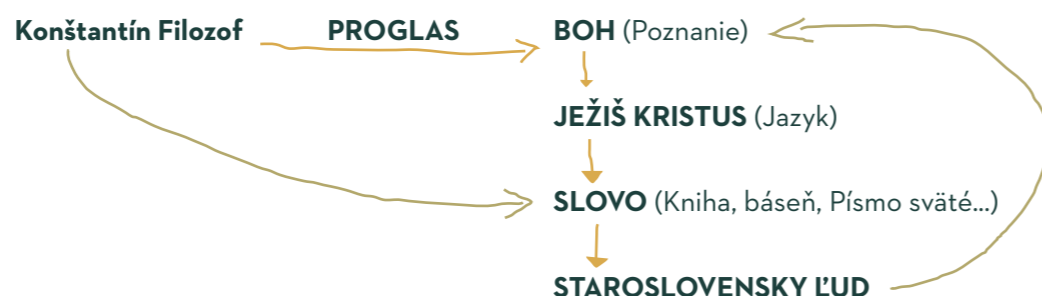 Konštantín Filozof PROGLAS BOH (Poznanie)
JEŽIŠ KRISTUS (Jazyk)
SLOVO (Kniha, báseň, Písmo sväté...)
STAROSLOVENSKY ĽUD